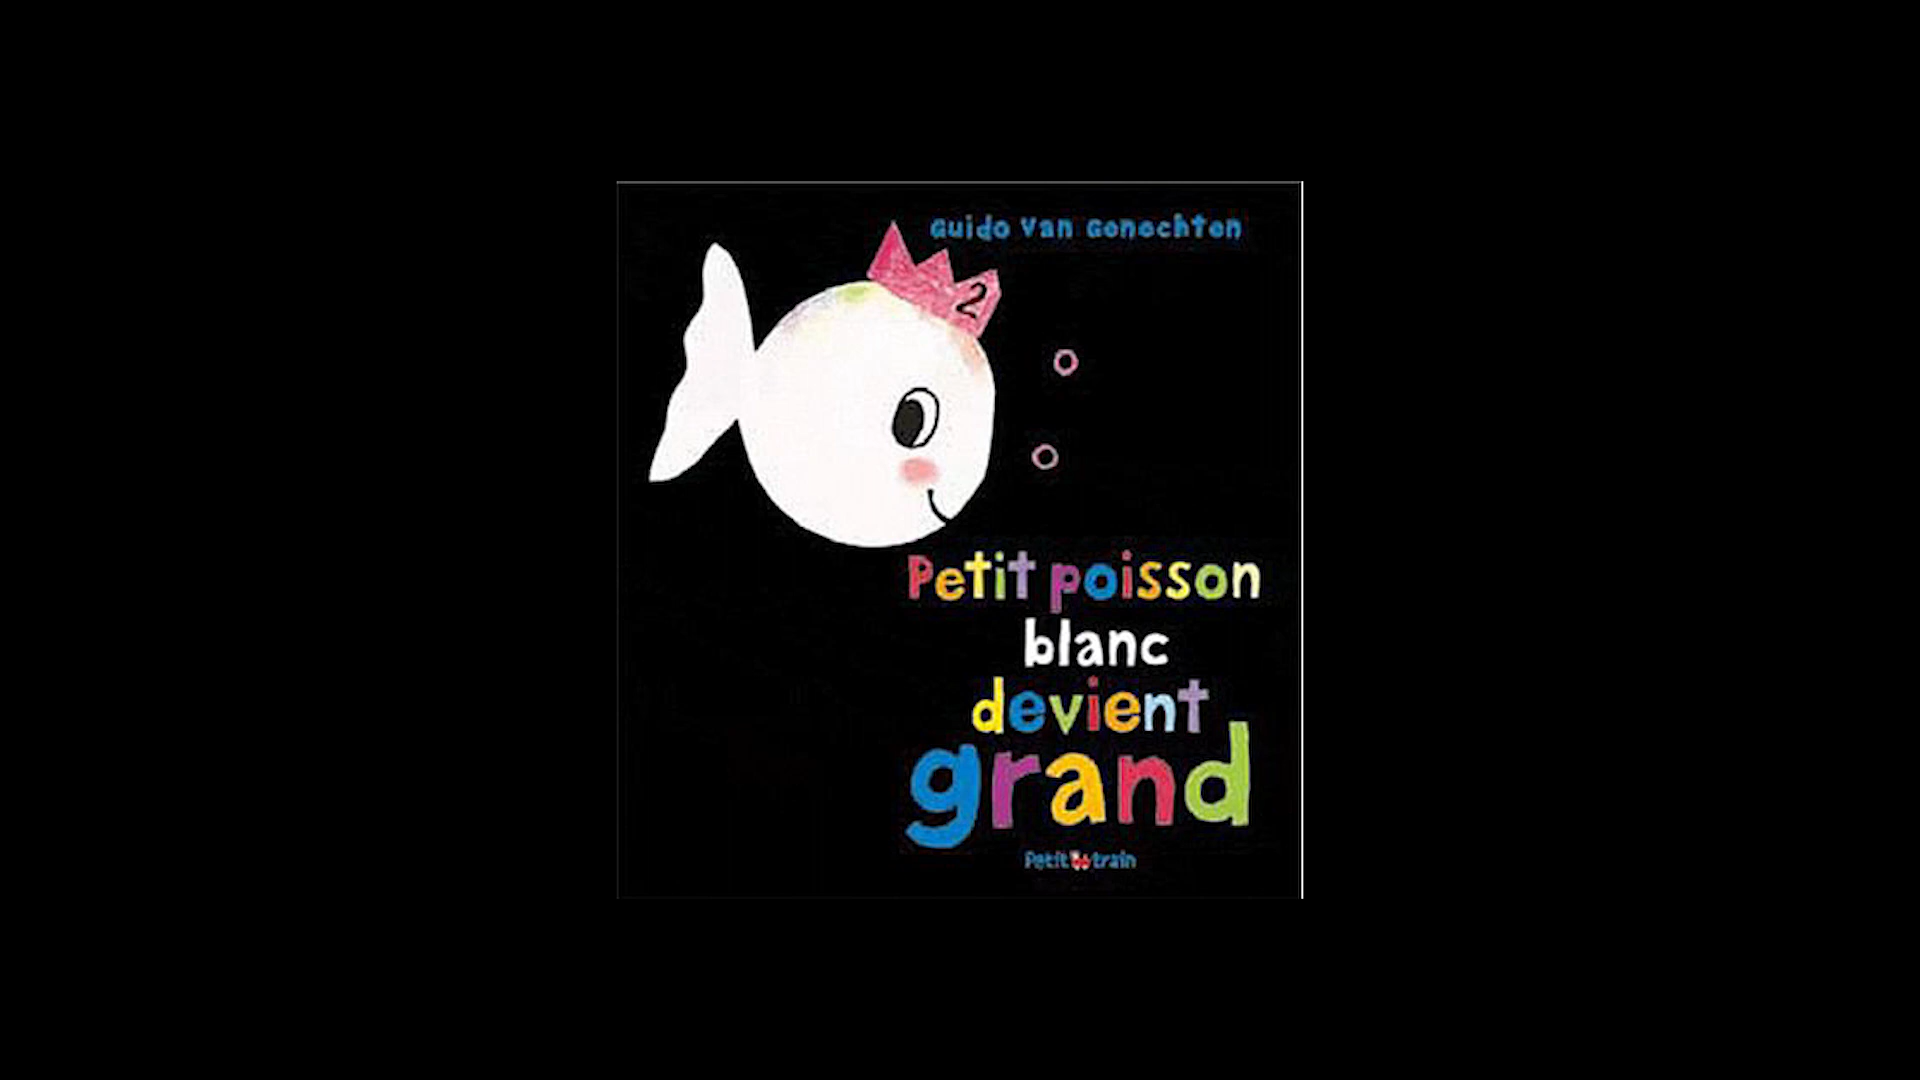 Guido Van Genechten
2
Petit poisson
blanc
devient
grand
Petit train